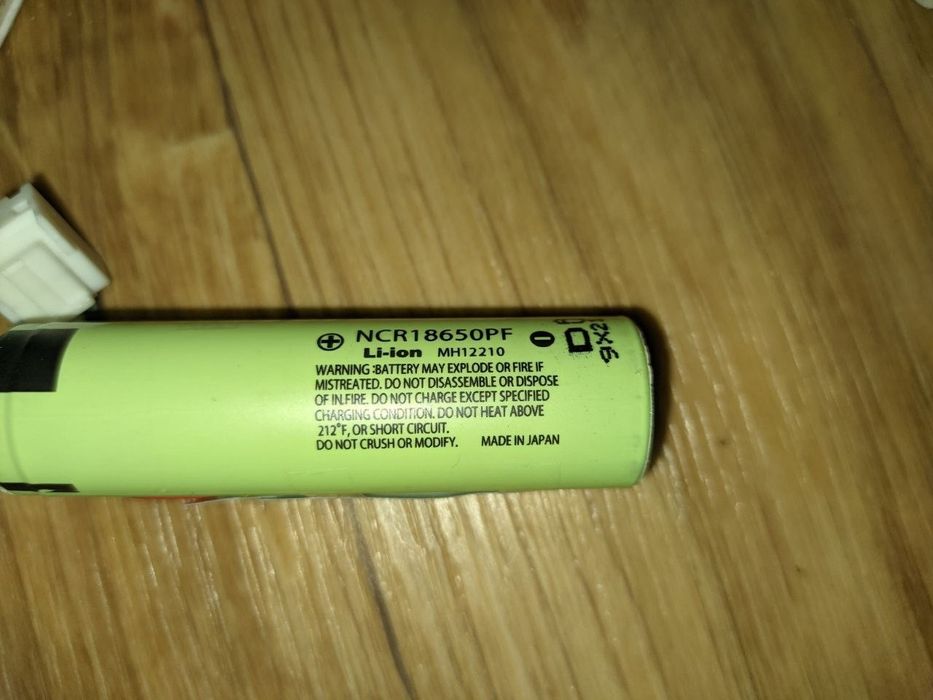 ⊕ NCR18650PF ⊖
Li-ion MH12210
WARNING :BATTERY MAY EXPLODE OR FIRE IF
MISTREATED. DO NOT DISASSEMBLE OR DISPOSE
OF IN.FIRE. DO NOT CHARGE EXCEPT SPECIFIED
CHARGING CONDITION. DO NOT HEAT ABOVE
212°F, OR SHORT CIRCUIT.
DO NOT CRUSH OR MODIFY. MADE IN JAPAN